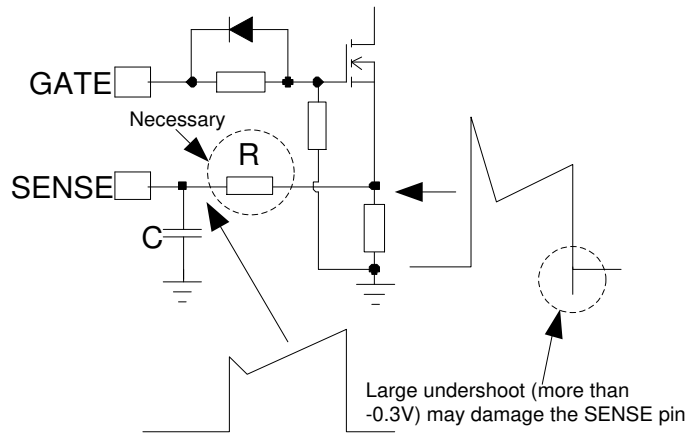 GATE
Necessary
R
SENSE
C
Large undershoot (more than
-0.3V) may damage the SENSE pin